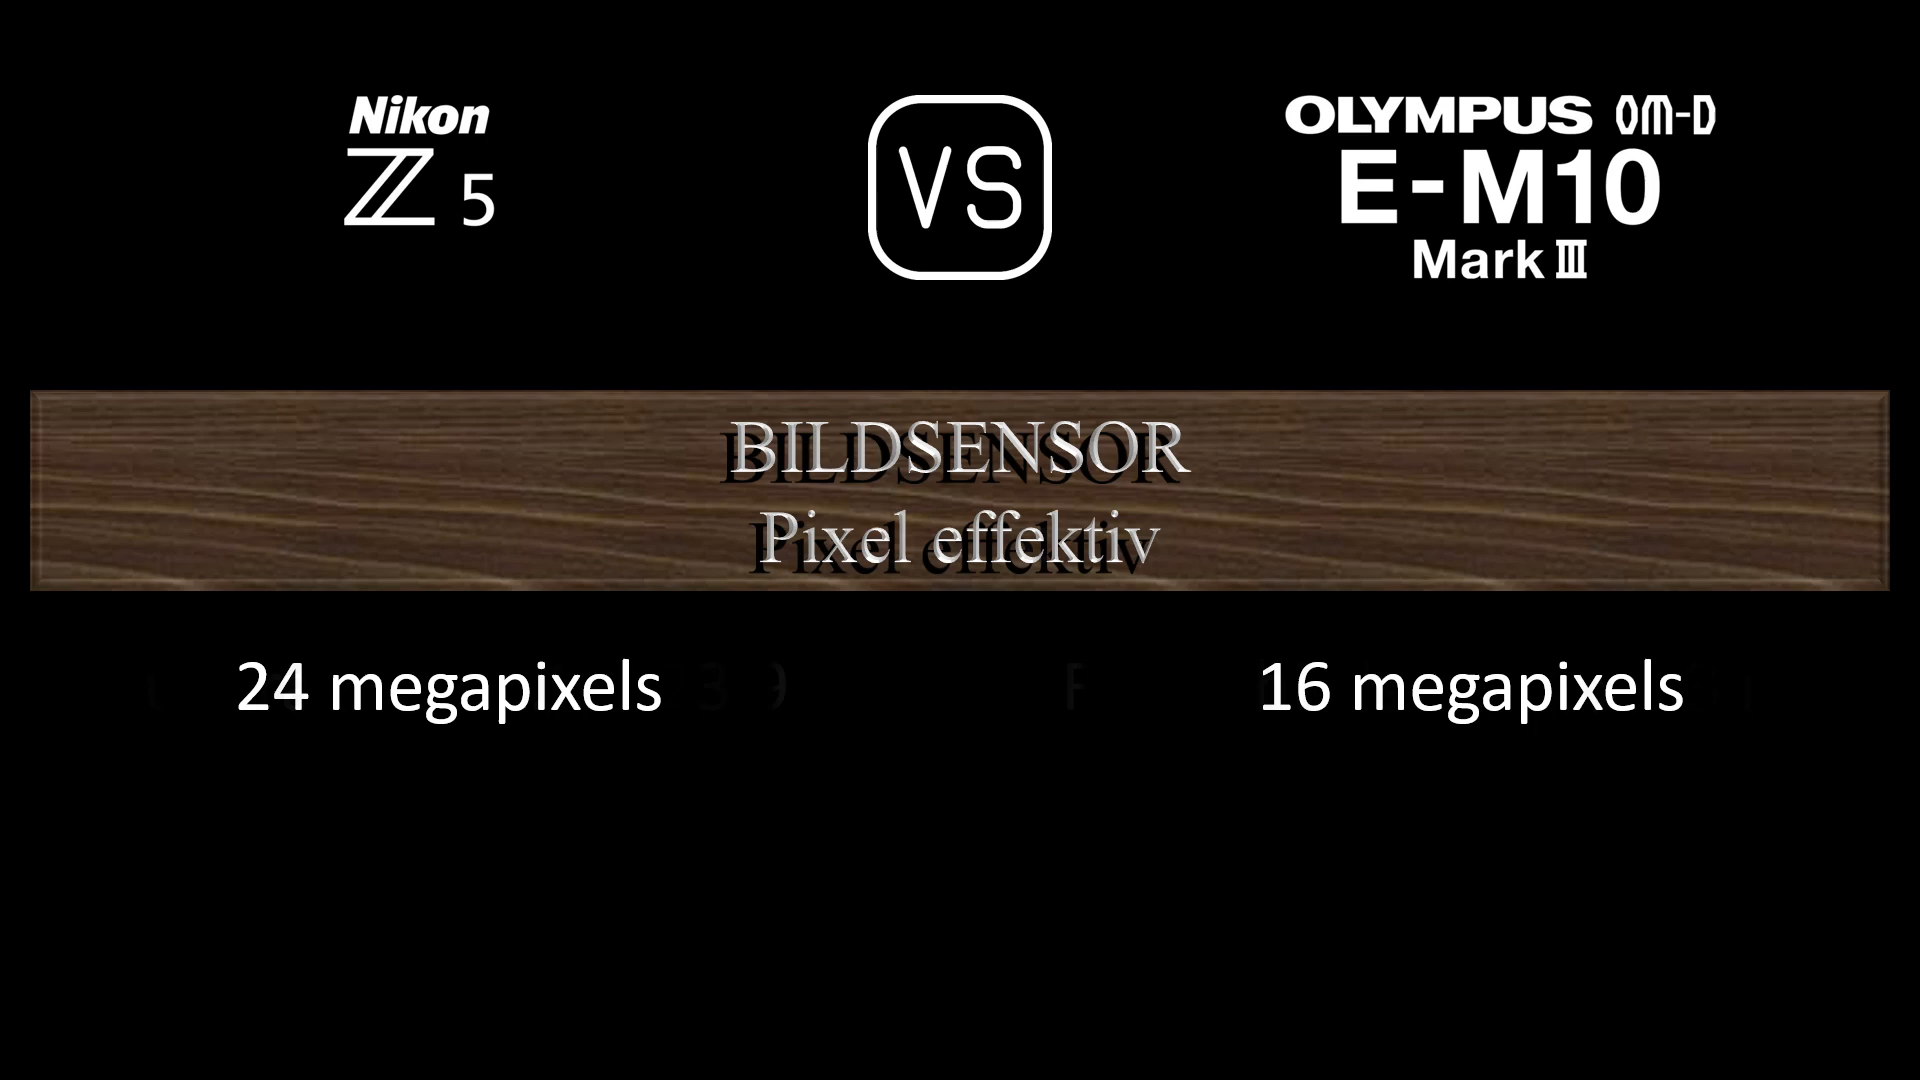 Nikon
Z 5
VS
OLYMPUS OM-D
E-M10
Mark III
BILDSENSOR
Pixel effektiv
24 megapixels
16 megapixels